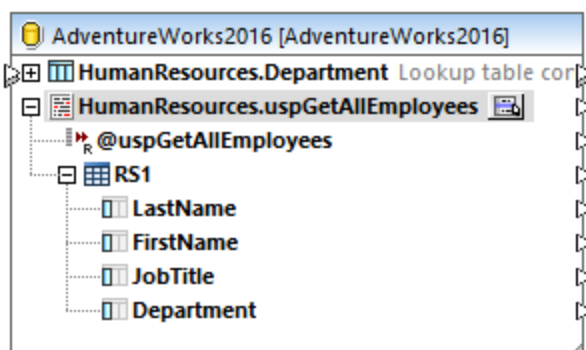 AdventureWorks2016 [AdventureWorks2016]
HumanResources.Department Lookup table cor
HumanResources.uspGetAllEmployees
R @uspGetAllEmployees
RS1
LastName
FirstName
JobTitle
Department